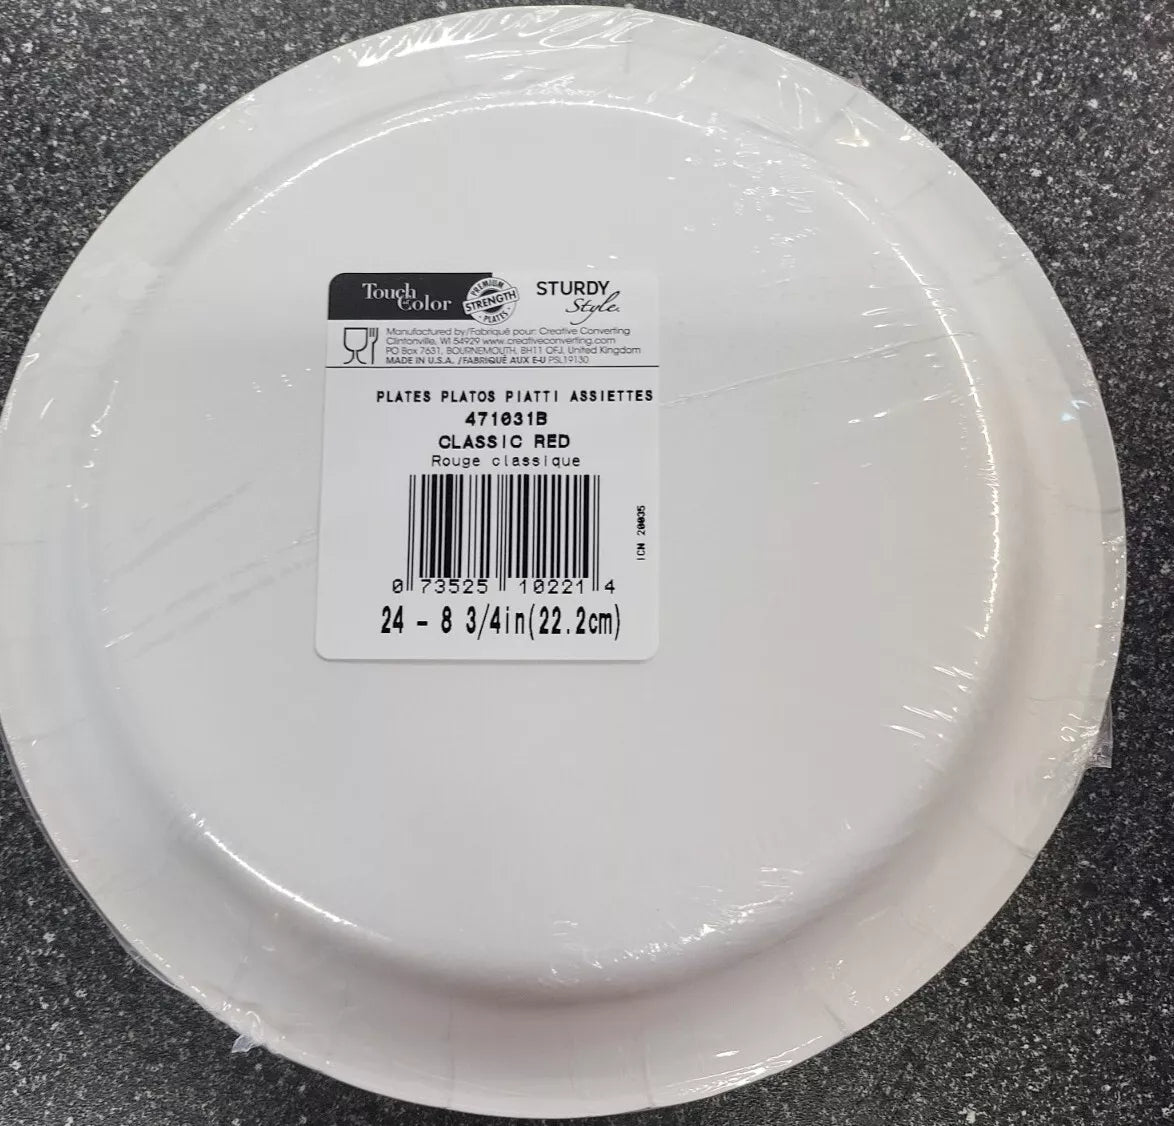 Touch of Color
PREMIUM STRENGTH PLATES
STURDY Style.
Manufactured by/Fabriqué pour: Creative Converting
Clintonville, WI 54929 www.creativeconverting.com
PO Box 7631, BOURNEMOUTH, BH11 QFJ, United Kingdom
MADE IN U.S.A. /FABRIQUÉ AUX E-U PSL19130
PLATES PLATOS PIATTI ASSIETTES
471031B
CLASSIC RED
Rouge classique
0 73525 10221 4
ICN 20035
24 - 8 3/4in(22.2cm)